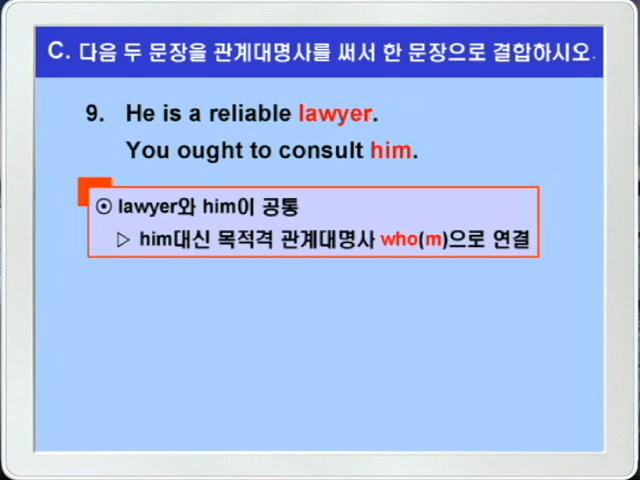 C. 다음 두 문장을 관계대명사를 써서 한 문장으로 결합하시오.
9. He is a reliable lawyer.
You ought to consult him.
⊙ lawyer와 him이 공통
▷ him대신 목적격 관계대명사 who(m)으로 연결